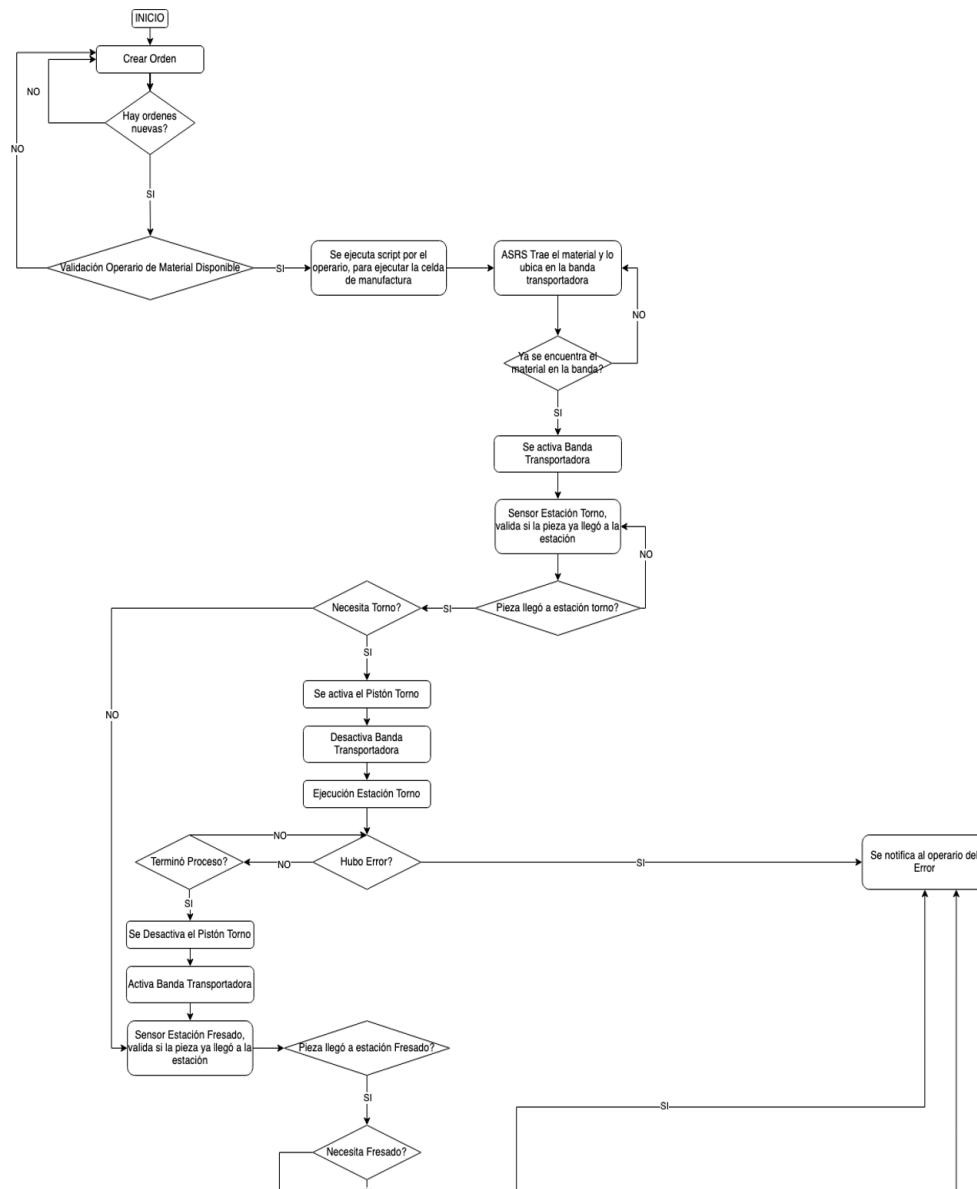 INICIO
Crear Orden
NO
Hay ordenes
nuevas?
NO
SI
Validación Operario de Material Disponible
SI
Se ejecuta script por el
operario, para ejecutar la celda
de manufactura
ASRS Trae el material y lo
ubica en la banda
transportadora
NO
Ya se encuentra el
material en la banda?
SI
Se activa Banda
Transportadora
Sensor Estación Torno,
valida si la pieza ya llegó a la
estación
NO
Necesita Torno?
SI
Pieza llegó a estación torno?
SI
Se activa el Pistón Torno
NO
Desactiva Banda
Transportadora
Ejecución Estación Torno
NO
Terminó Proceso?
NO
Hubo Error?
SI
Se notifica al operario del
Error
SI
Se Desactiva el Pistón Torno
Activa Banda Transportadora
Sensor Estación Fresado,
valida si la pieza ya llegó a la
estación
Pieza llegó a estación Fresado?
SI
SI
Necesita Fresado?